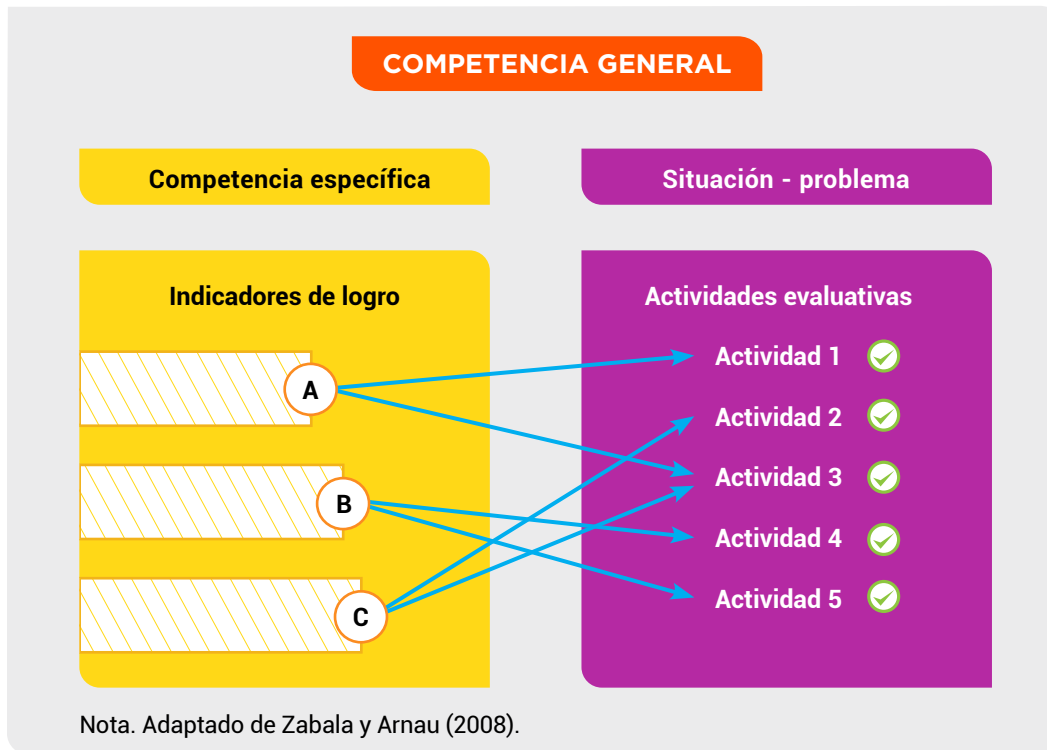 COMPETENCIA GENERAL
Competencia específica
Situación - problema
Indicadores de logro
A
B
C
Actividades evaluativas
Actividad 1
Actividad 2
Actividad 3
Actividad 4
Actividad 5
Nota. Adaptado de Zabala y Arnau (2008).